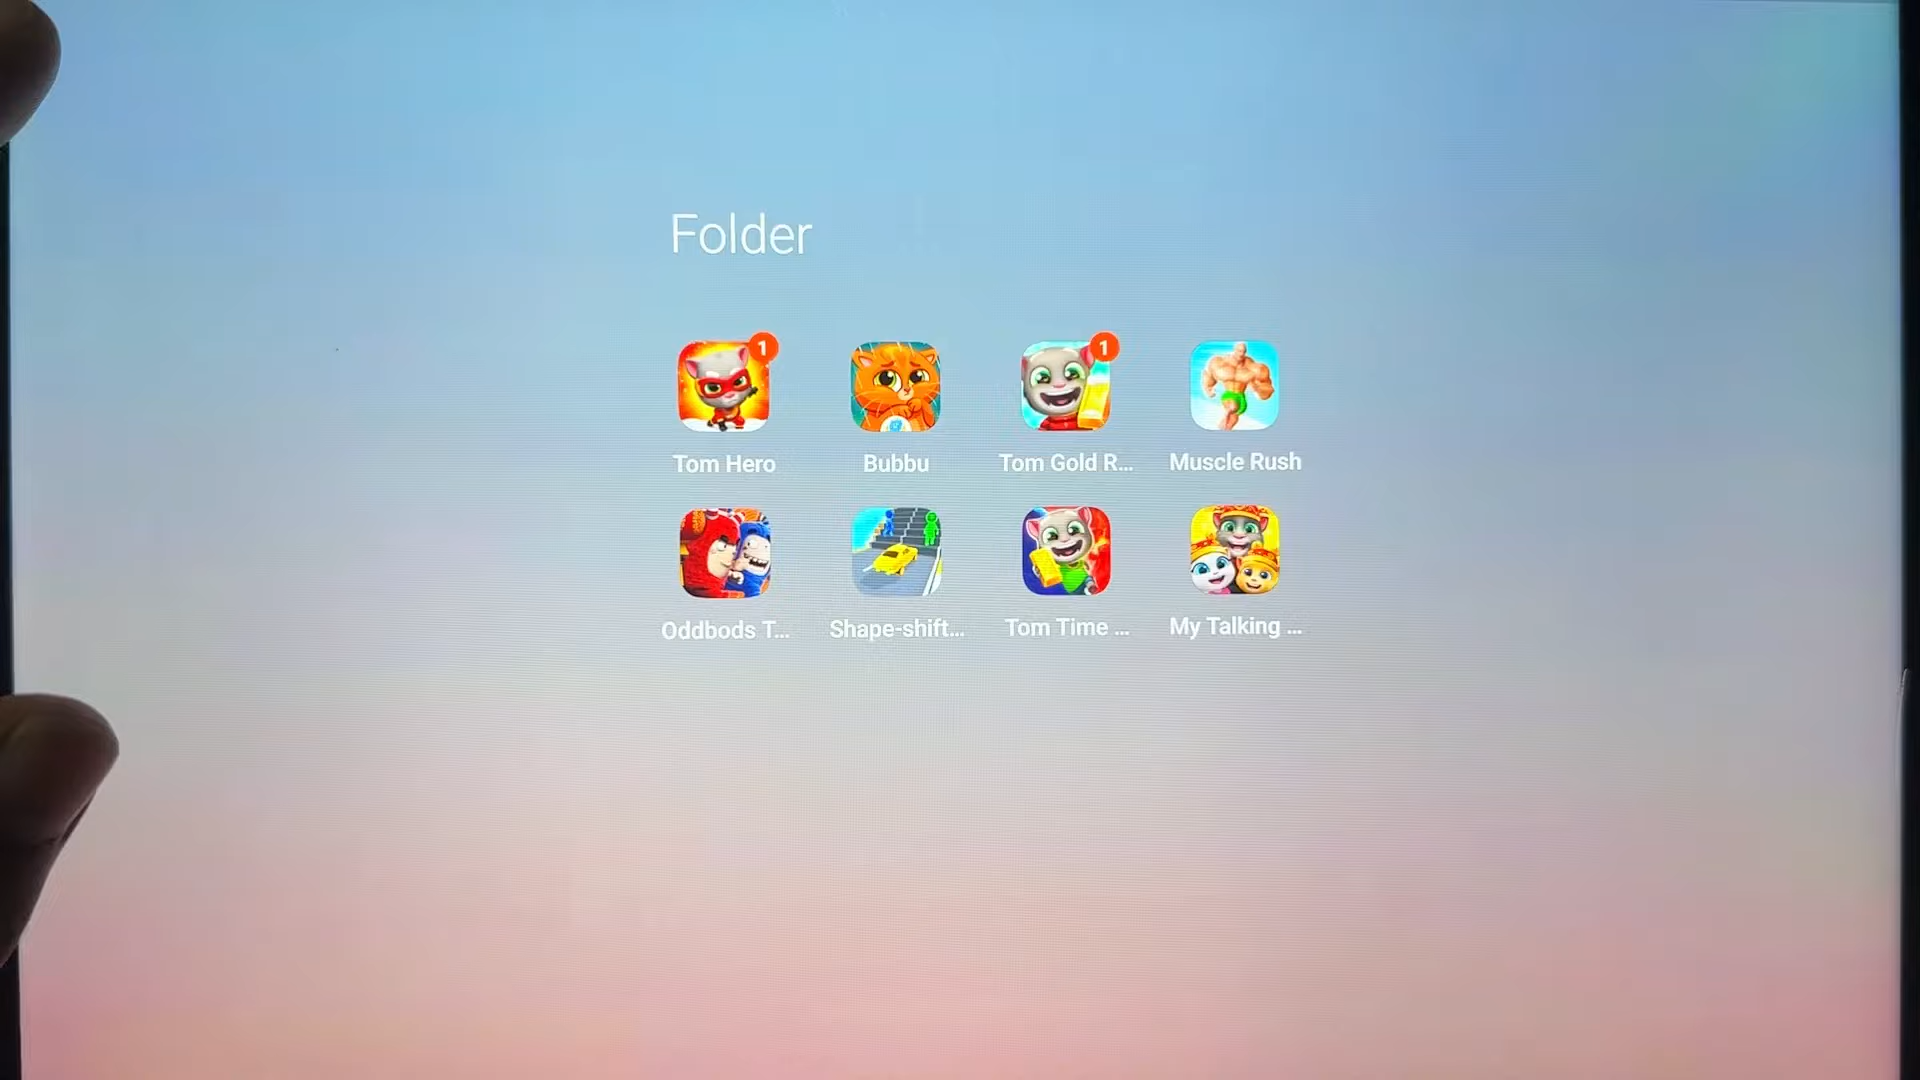 Folder
1
1
Tom Hero
Bubbu
Tom Gold R...
Muscle Rush
Oddbods T...
Shape-shift...
Tom Time ...
My Talking ...